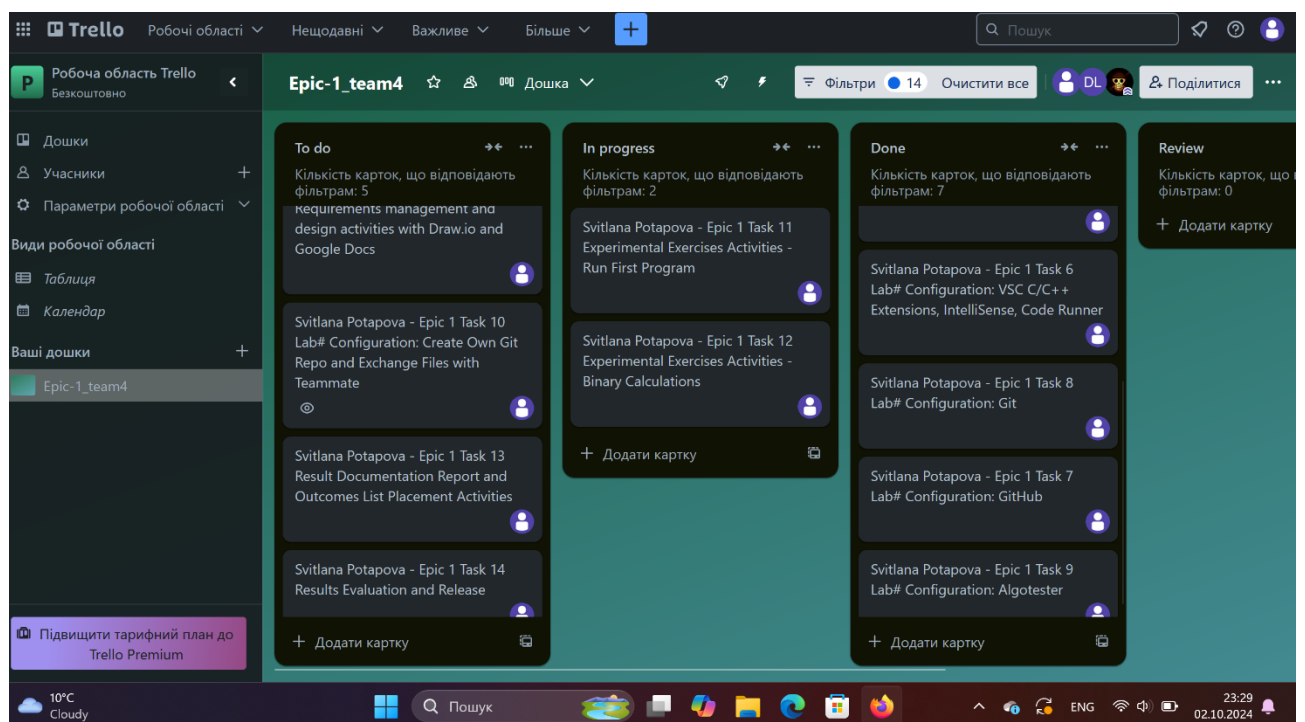 Trello
Робочі області
Нещодавні
Важливе
Більше
Пошук
P
Робоча область Trello
Безкоштовно
Epic-1_team4
Дошка
Фільтри
14
Очистити все
DL
Поділитися
Дошки
Учасники
Параметри робочої області
Види робочої області
Таблиця
Календар
Ваші дошки
Epic-1_team4
Підвищити тарифний план до
Trello Premium
To do
Кількість карток, що відповідають
фільтрам: 5
Requirements management and
design activities with Draw.io and
Google Docs
Svitlana Potapova - Epic 1 Task 10
Lab# Configuration: Create Own Git
Repo and Exchange Files with
Teammate
Svitlana Potapova - Epic 1 Task 13
Result Documentation Report and
Outcomes List Placement Activities
Svitlana Potapova - Epic 1 Task 14
Results Evaluation and Release
Додати картку
In progress
Кількість карток, що відповідають
фільтрам: 2
Svitlana Potapova - Epic 1 Task 11
Experimental Exercises Activities -
Run First Program
Svitlana Potapova - Epic 1 Task 12
Experimental Exercises Activities -
Binary Calculations
Додати картку
Done
Кількість карток, що відповідають
фільтрам: 7
Svitlana Potapova - Epic 1 Task 6
Lab# Configuration: VSC C/C++
Extensions, IntelliSense, Code Runner
Svitlana Potapova - Epic 1 Task 8
Lab# Configuration: Git
Svitlana Potapova - Epic 1 Task 7
Lab# Configuration: GitHub
Svitlana Potapova - Epic 1 Task 9
Lab# Configuration: Algotester
Додати картку
Review
Кількість карток, що
фільтрам: 0
Додати картку
10°C
Cloudy
Пошук
ENG
23:29
02.10.2024